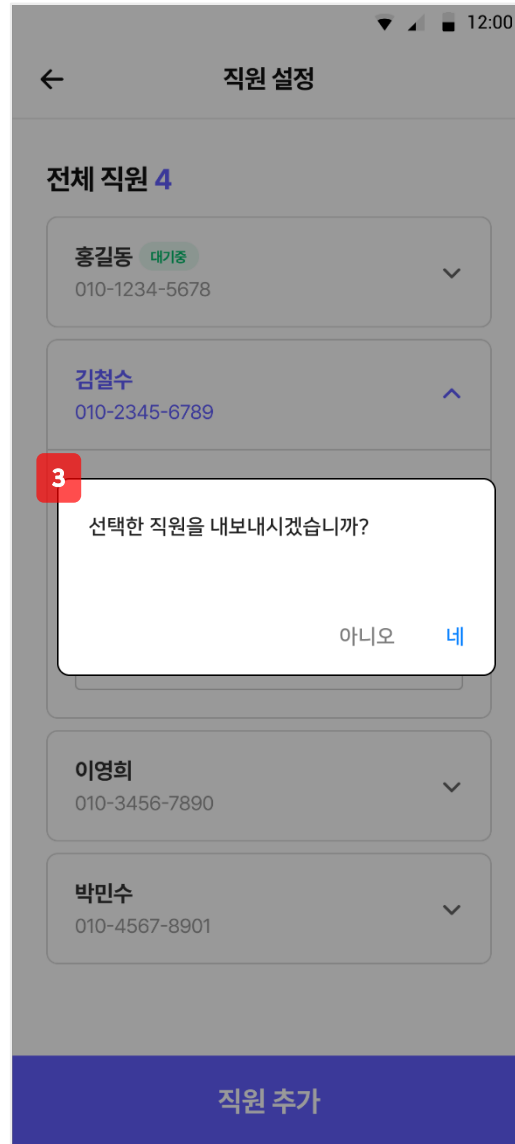 12:00
직원 설정
전체 직원 4
홍길동 대기중
010-1234-5678
김철수
010-2345-6789
3
선택한 직원을 내보내시겠습니까?
아니오 네
이영희
010-3456-7890
박민수
010-4567-8901
직원 추가